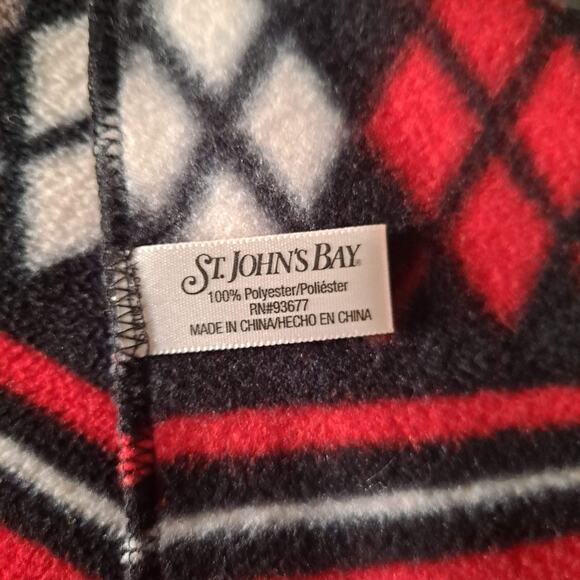 ST. JOHN'S BAY
100% Polyester/Poliéster
RN#93677
MADE IN CHINA/HECHO EN CHINA